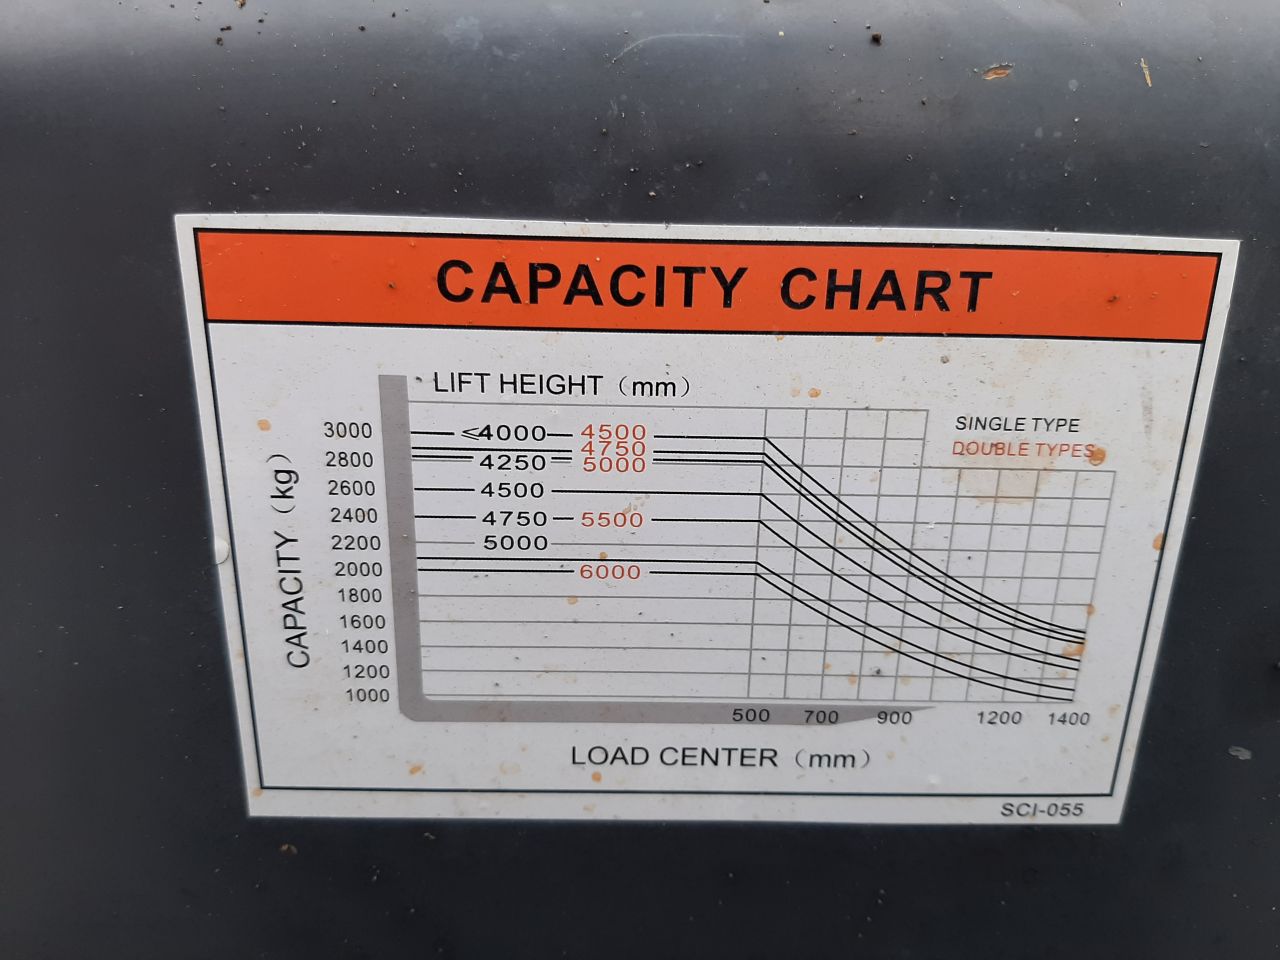 CAPACITY CHART
LIFT HEIGHT (mm)
SINGLE TYPE
DOUBLE TYPES
CAPACITY (kg)
3000
2800
2600
2400
2200
2000
1800
1600
1400
1200
1000
≤4000 4500
4750
4250 5000
4500
4750 5500
5000
6000
500 700 900 1200 1400
LOAD CENTER (mm)
SCI-055